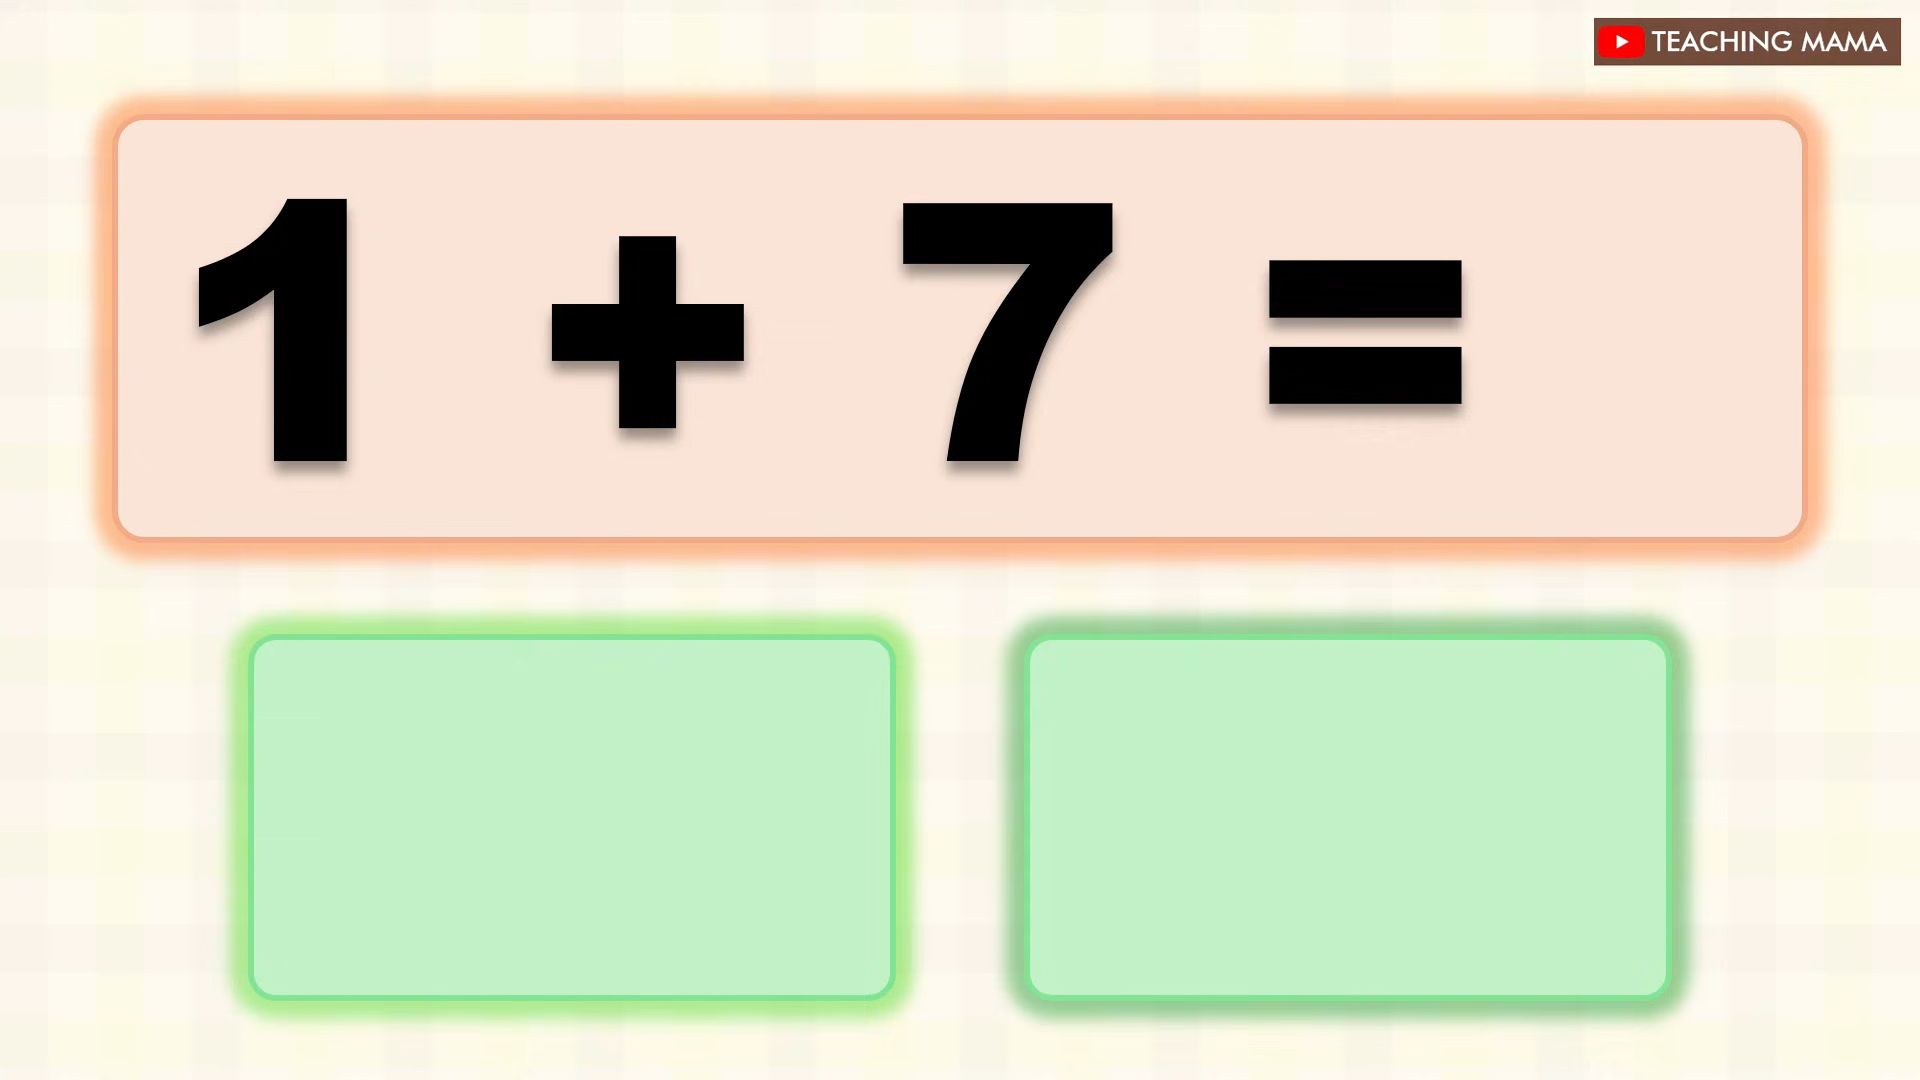 TEACHING MAMA
1 + 7 =